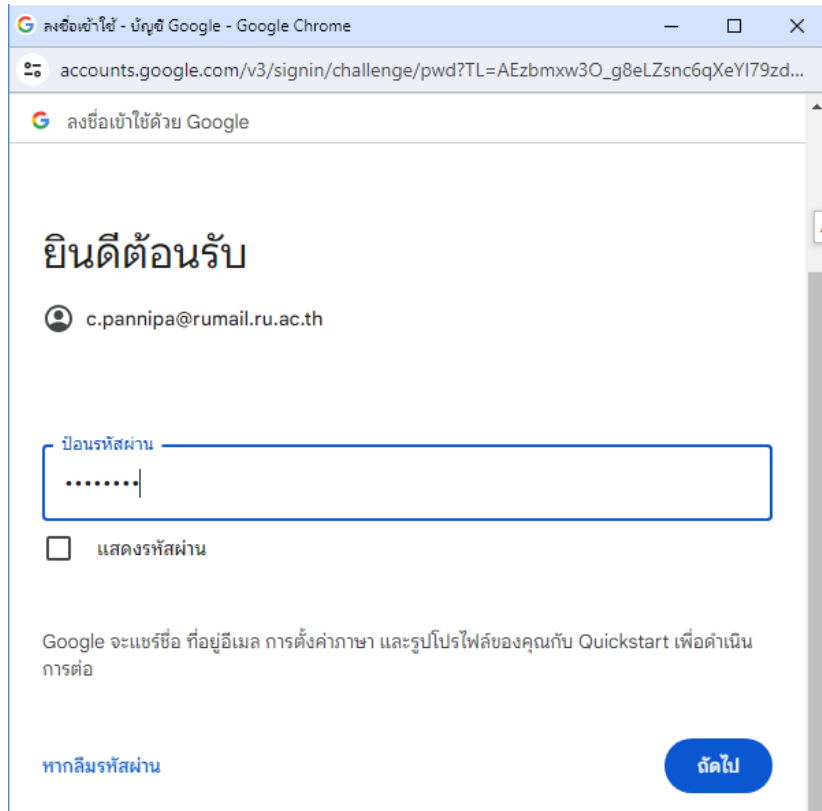 ลงชื่อเข้าใช้ - บัญชี Google - Google Chrome
accounts.google.com/v3/signin/challenge/pwd?TL=AEzbmxw3O_g8eLZsnc6qXeYI79zd...
ลงชื่อเข้าใช้ด้วย Google
ยินดีต้อนรับ
c.pannipa@rumail.ru.ac.th
ป้อนรหัสผ่าน
••••••••
แสดงรหัสผ่าน
Google จะแชร์ชื่อ ที่อยู่อีเมล การตั้งค่าภาษา และรูปโปรไฟล์ของคุณกับ Quickstart เพื่อดำเนิน
การต่อ
หากลืมรหัสผ่าน
ถัดไป